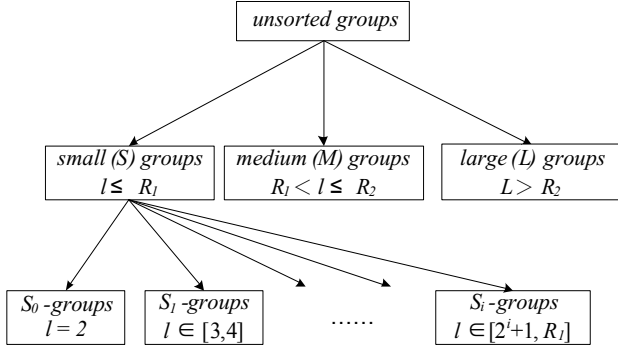 unsorted groups
small (S) groups
l ≤ R₁
medium (M) groups
R₁ < l ≤ R₂
large (L) groups
L > R₂
S₀ -groups
l = 2
S₁ -groups
l ∈ [3,4]
……
Sᵢ -groups
l ∈[2ⁱ+1, R₁]